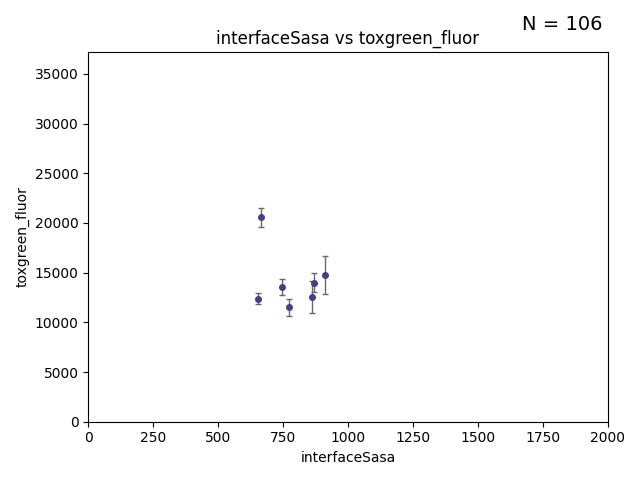 N = 106
interfaceSasa vs toxgreen_fluor
35000
30000
25000
20000
15000
10000
5000
0
toxgreen_fluor
0 250 500 750 1000 1250 1500 1750 2000
interfaceSasa